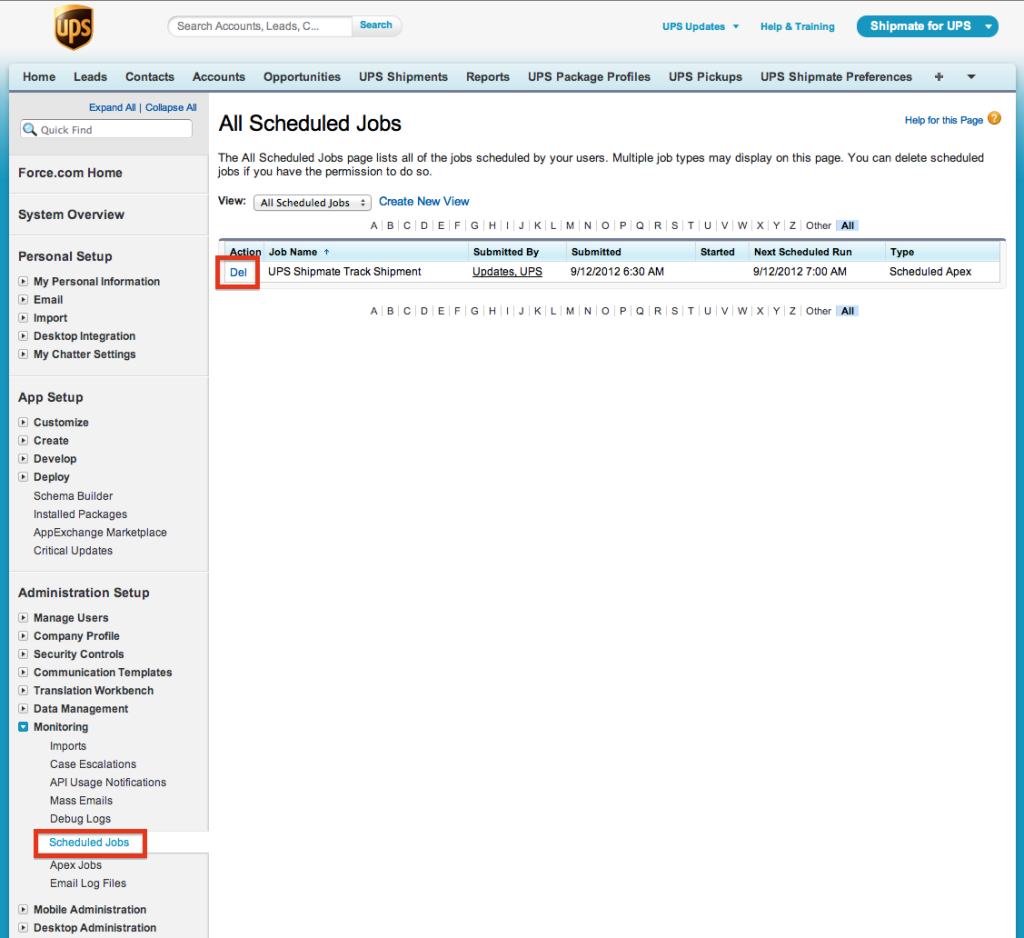 ups
Search Accounts, Leads, C...
Search
UPS Updates
Help & Training
Shipmate for UPS
Home
Leads
Contacts
Accounts
Opportunities
UPS Shipments
Reports
UPS Package Profiles
UPS Pickups
UPS Shipmate Preferences
+
Expand All | Collapse All
Quick Find
Force.com Home
System Overview
Personal Setup
My Personal Information
Email
Import
Desktop Integration
My Chatter Settings
App Setup
Customize
Create
Develop
Deploy
Schema Builder
Installed Packages
AppExchange Marketplace
Critical Updates
Administration Setup
Manage Users
Company Profile
Security Controls
Communication Templates
Translation Workbench
Data Management
Monitoring
Imports
Case Escalations
API Usage Notifications
Mass Emails
Debug Logs
Scheduled Jobs
Apex Jobs
Email Log Files
Mobile Administration
Desktop Administration
All Scheduled Jobs
Help for this Page ?
The All Scheduled Jobs page lists all of the jobs scheduled by your users. Multiple job types may display on this page. You can delete scheduled
jobs if you have the permission to do so.
View: All Scheduled Jobs Create New View
A | B | C | D | E | F | G | H | I | J | K | L | M | N | O | P | Q | R | S | T | U | V | W | X | Y | Z | Other | All
Action Job Name ↑ Submitted By Submitted Started Next Scheduled Run Type
Del UPS Shipmate Track Shipment Updates, UPS 9/12/2012 6:30 AM 9/12/2012 7:00 AM Scheduled Apex
A | B | C | D | E | F | G | H | I | J | K | L | M | N | O | P | Q | R | S | T | U | V | W | X | Y | Z | Other | All